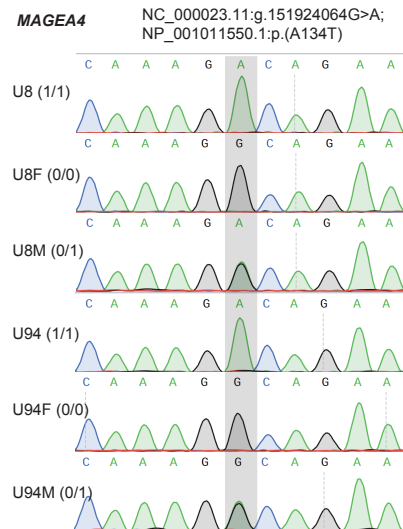 MAGEA4
NC_000023.11:g.151924064G>A;
NP_001011550.1:p.(A134T)
C A A A G A C A G A A
U8 (1/1)
C A A A G G C A G A A
U8F (0/0)
C A A A G A C A G A A
U8M (0/1)
C A A A G A C A G A A
U94 (1/1)
C A A A G G C A G A A
U94F (0/0)
C A A A G G C A G A A
U94M (0/1)